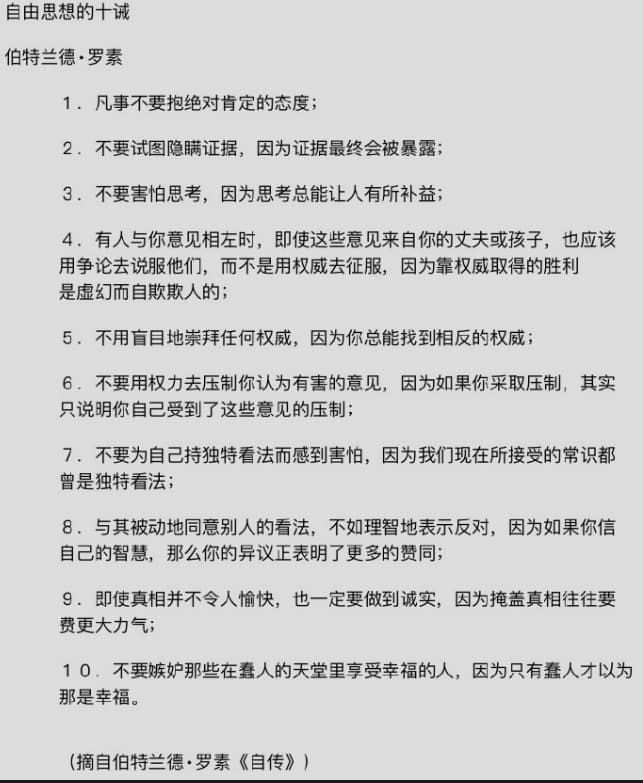 自由思想的十诫
伯特兰德·罗素
1．凡事不要抱绝对肯定的态度；
2．不要试图隐瞒证据，因为证据最终会被暴露；
3．不要害怕思考，因为思考总能让人有所补益；
4．有人与你意见相左时，即使这些意见来自你的丈夫或孩子，也应该
用争论去说服他们，而不是用权威去征服，因为靠权威取得的胜利
是虚幻而自欺欺人的；
5．不用盲目地崇拜任何权威，因为你总能找到相反的权威；
6．不要用权力去压制你认为有害的意见，因为如果你采取压制，其实
只说明你自己受到了这些意见的压制；
7．不要为自己持独特看法而感到害怕，因为我们现在所接受的常识都
曾是独特看法；
8．与其被动地同意别人的看法，不如理智地表示反对，因为如果你信
自己的智慧，那么你的异议正表明了更多的赞同；
9．即使真相并不令人愉快，也一定要做到诚实，因为掩盖真相往往要
费更大力气；
10．不要嫉妒那些在蠢人的天堂里享受幸福的人，因为只有蠢人才以为
那是幸福。
（摘自伯特兰德·罗素《自传》）